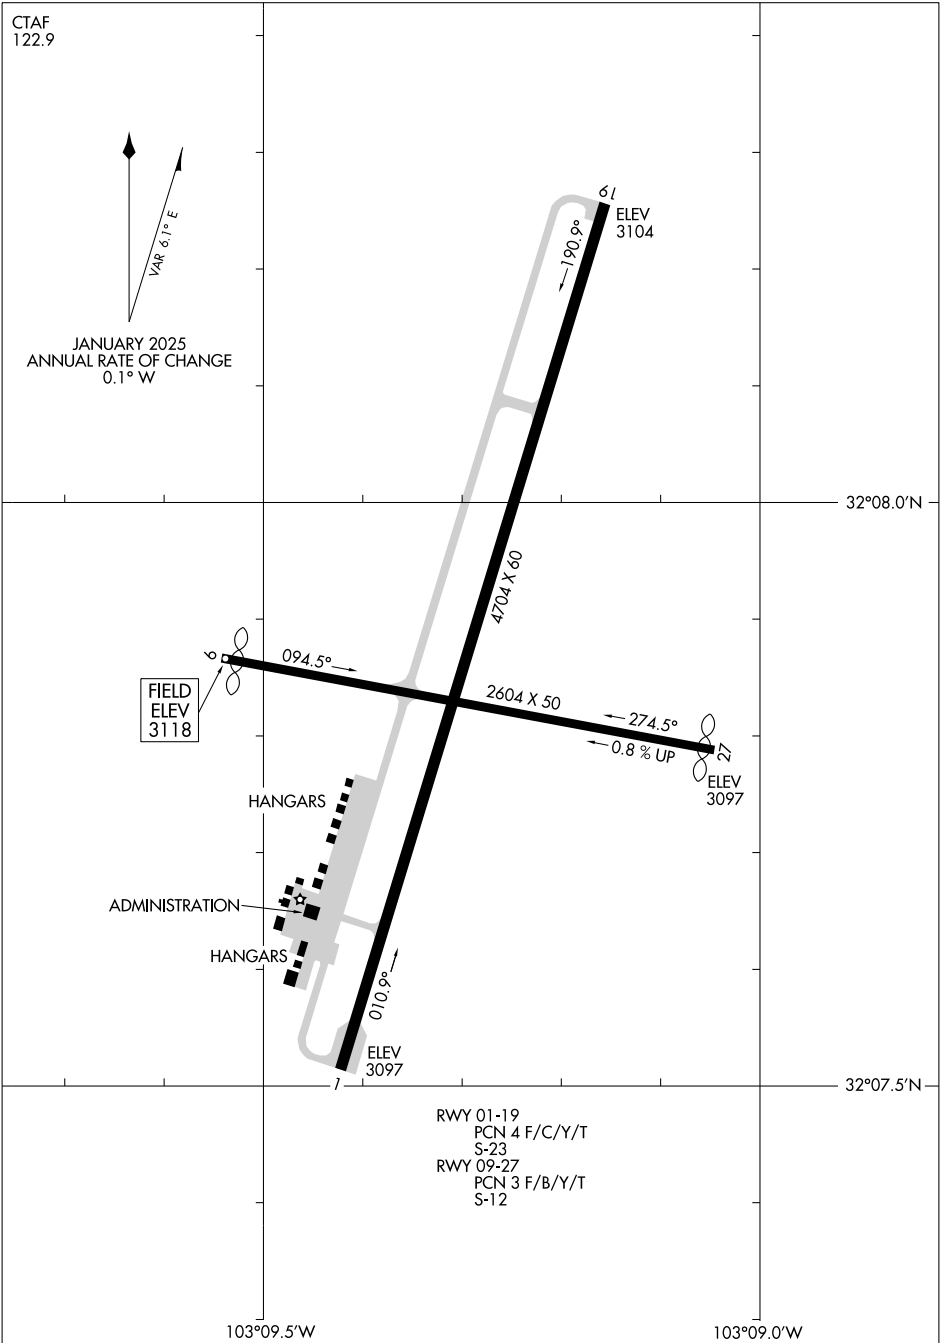 CTAF
122.9
VAR 6.1° E
JANUARY 2025
ANNUAL RATE OF CHANGE
0.1° W
19
ELEV
3104
190.9°
32°08.0'N
4704 X 60
9
094.5°
FIELD
ELEV
3118
2604 X 50
274.5°
0.8 % UP
27
ELEV
3097
HANGARS
ADMINISTRATION
HANGARS
010.9°
ELEV
3097
1
32°07.5'N
RWY 01-19
PCN 4 F/C/Y/T
S-23
RWY 09-27
PCN 3 F/B/Y/T
S-12
103°09.5'W
103°09.0'W